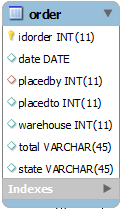 order
idorder INT(11)
date DATE
placedby INT(11)
placedto INT(11)
warehouse INT(11)
total VARCHAR(45)
state VARCHAR(45)
Indexes